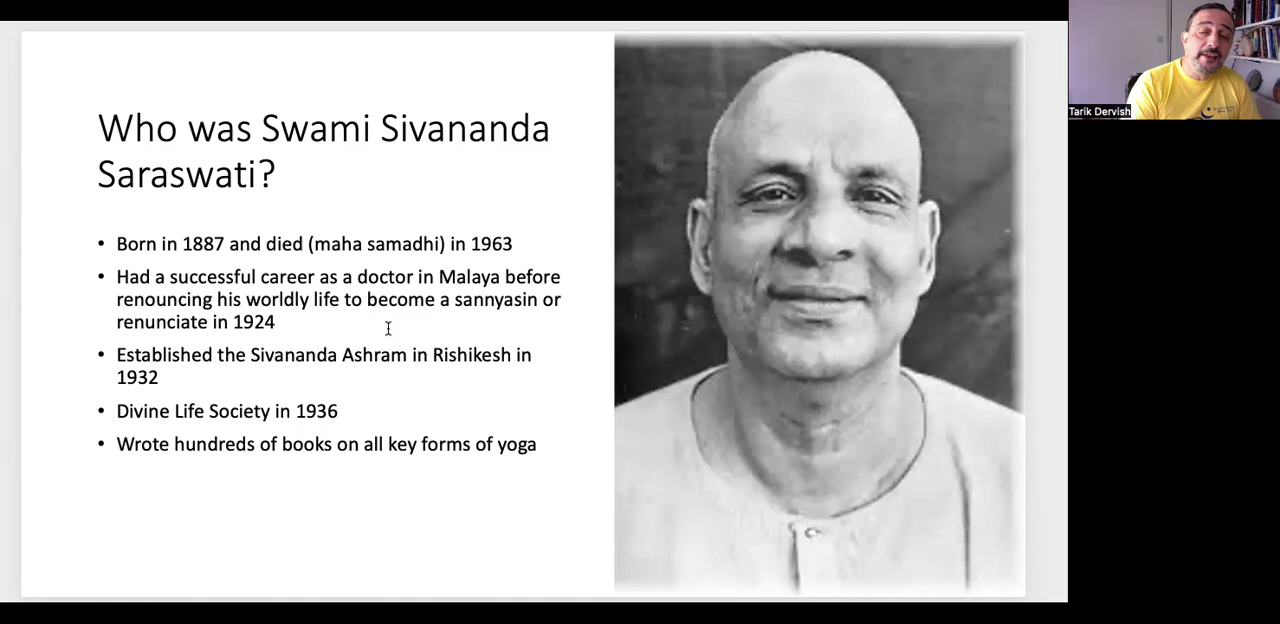 Who was Swami Sivananda
Saraswati?
• Born in 1887 and died (maha samadhi) in 1963
• Had a successful career as a doctor in Malaya before
renouncing his worldly life to become a sannyasin or
renunciate in 1924
• Established the Sivananda Ashram in Rishikesh in
1932
• Divine Life Society in 1936
• Wrote hundreds of books on all key forms of yoga
Tarik Dervish